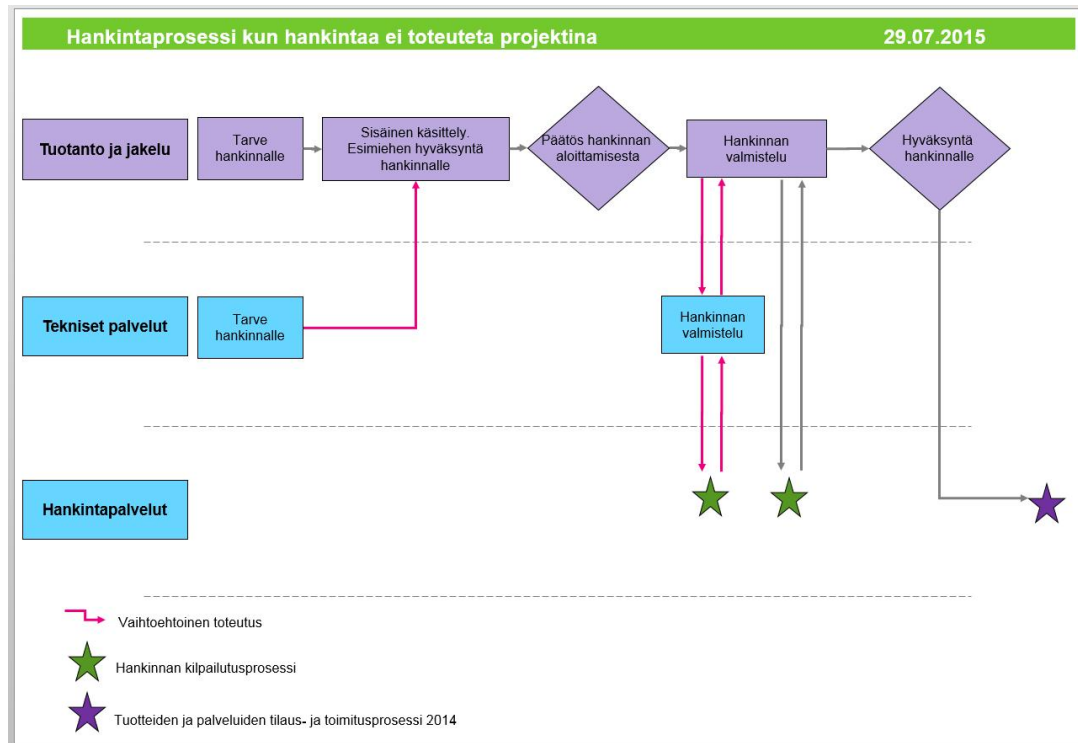 Hankintaprosessi kun hankintaa ei toteuteta projektina 29.07.2015
Tuotanto ja jakelu
Tarve
hankinnalle
Sisäinen käsittely.
Esimiehen hyväksyntä
hankinnalle
Päätös hankinnan
aloittamisesta
Hankinnan
valmistelu
Hyväksyntä
hankinnalle
Tekniset palvelut
Tarve
hankinnalle
Hankinnan
valmistelu
Hankintapalvelut
Vaihtoehtoinen toteutus
Hankinnan kilpailutusprosessi
Tuotteiden ja palveluiden tilaus- ja toimitusprosessi 2014